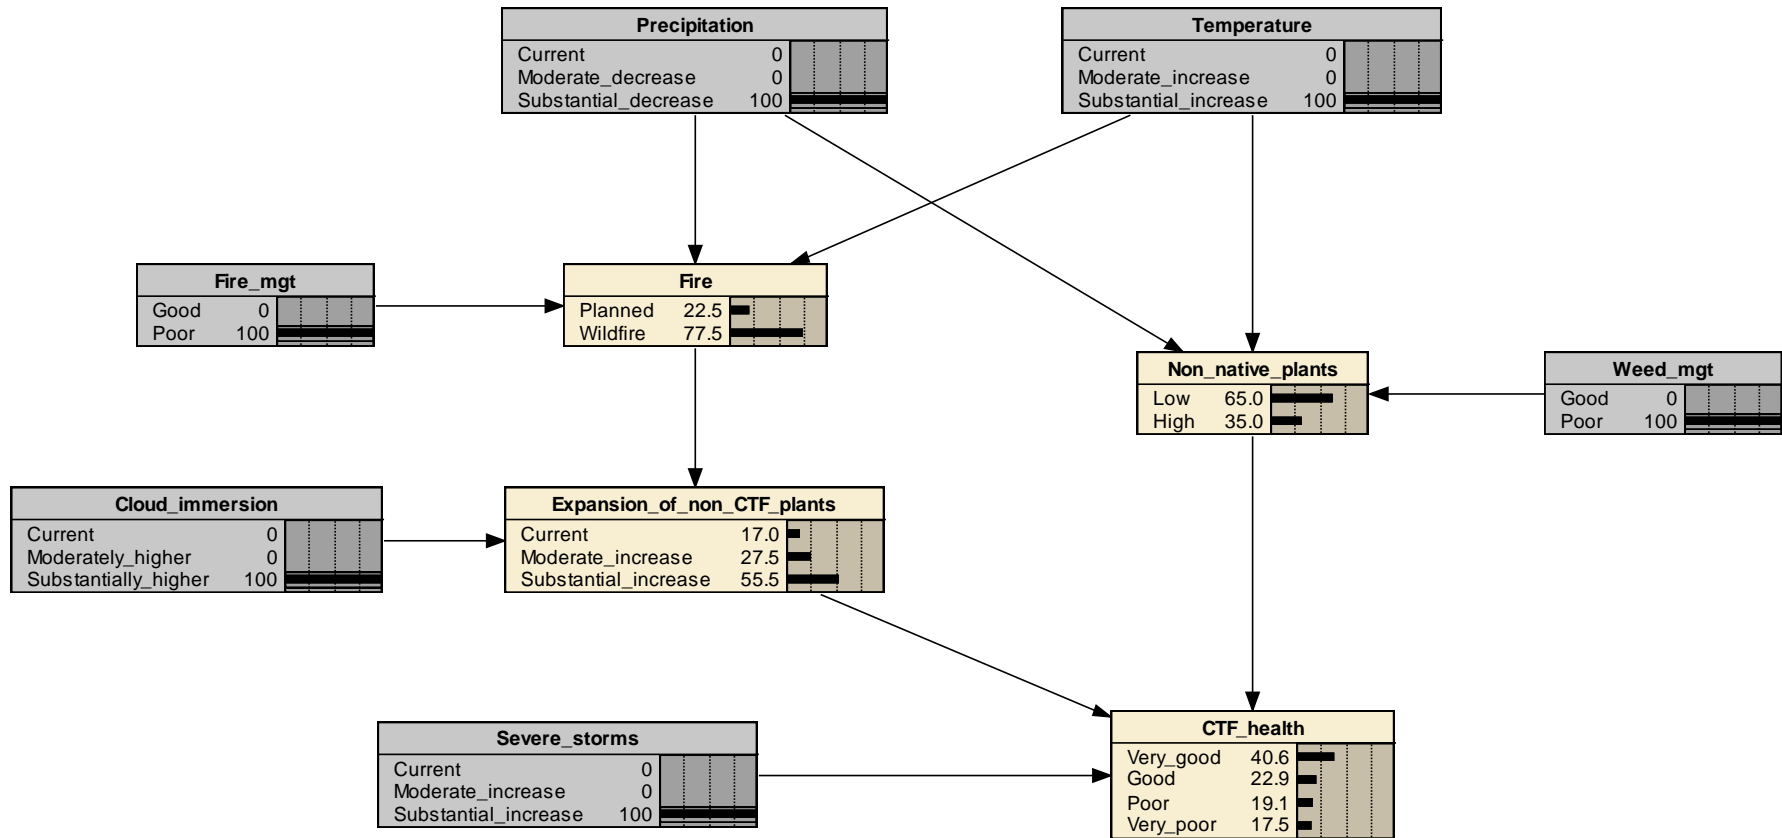 Precipitation
Current 0
Moderate_decrease 0
Substantial_decrease 100
Temperature
Current 0
Moderate_increase 0
Substantial_increase 100
Fire_mgt
Good 0
Poor 100
Fire
Planned 22.5
Wildfire 77.5
Non_native_plants
Low 65.0
High 35.0
Weed_mgt
Good 0
Poor 100
Cloud_immersion
Current 0
Moderately_higher 0
Substantially_higher 100
Expansion_of_non_CTF_plants
Current 17.0
Moderate_increase 27.5
Substantial_increase 55.5
Severe_storms
Current 0
Moderate_increase 0
Substantial_increase 100
CTF_health
Very_good 40.6
Good 22.9
Poor 19.1
Very_poor 17.5